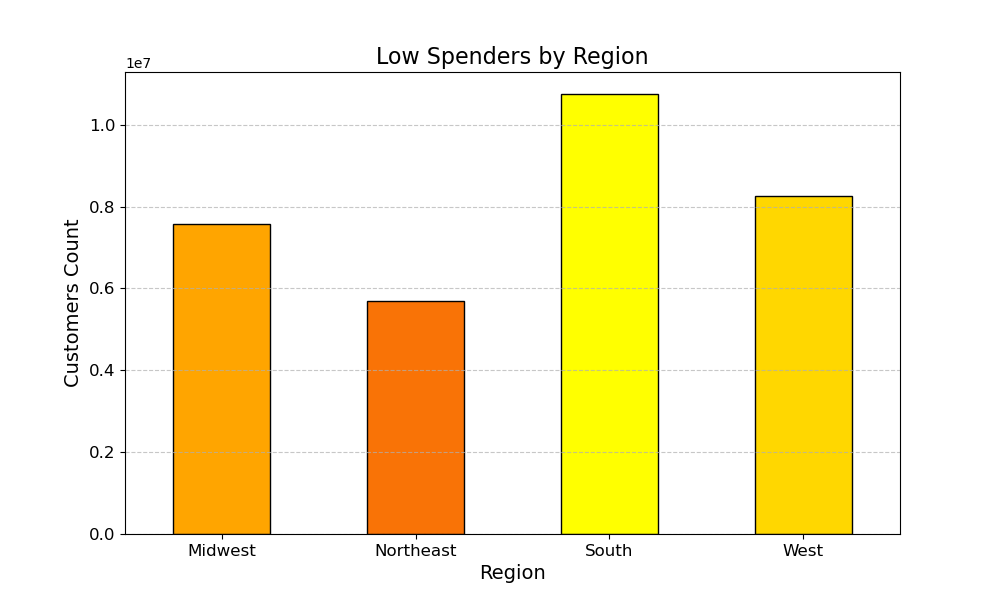 Low Spenders by Region
1e7
1.0
0.8
0.6
0.4
0.2
0.0
Customers Count
Midwest Northeast South West
Region